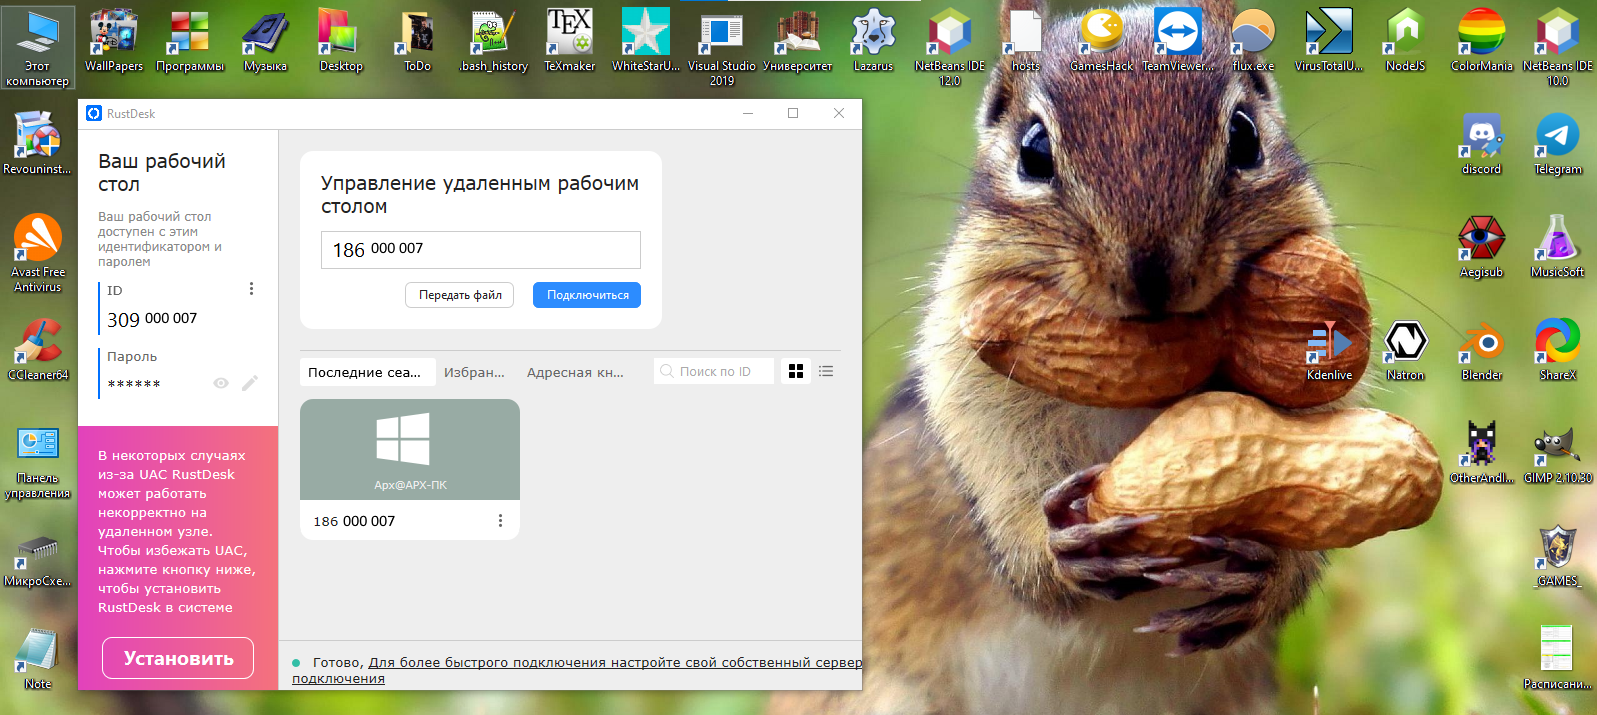 Этот
компьютер
WallPapers
Программы
Музыка
Desktop
ToDo
.bash_history
TeXmaker
WhiteStarU...
Visual Studio
2019
Университет
Lazarus
NetBeans IDE
12.0
hosts
GamesHack
TeamViewer...
flux.exe
VirusTotalU...
NodeJS
ColorMania
NetBeans IDE
10.0
Revouninst...
Avast Free
Antivirus
CCleaner64
Панель
управления
МикроСхе...
Note
RustDesk
Ваш рабочий
стол
Ваш рабочий стол
доступен с этим
идентификатором и
паролем
ID
309 000 007
Пароль
******
В некоторых случаях
из-за UAC RustDesk
может работать
некорректно на
удаленном узле.
Чтобы избежать UAC,
нажмите кнопку ниже,
чтобы установить
RustDesk в системе
Установить
Управление удаленным рабочим
столом
186 000 007
Передать файл
Подключиться
Последние сеа...
Избран...
Адресная кн...
Поиск по ID
Арх@АРХ-ПК
186 000 007
Готово, Для более быстрого подключения настройте свой собственный сервер
подключения
discord
Telegram
Aegisub
MusicSoft
Kdenlive
Natron
Blender
ShareX
OtherAndI...
GIMP 2.10.30
_GAMES_
Расписани...